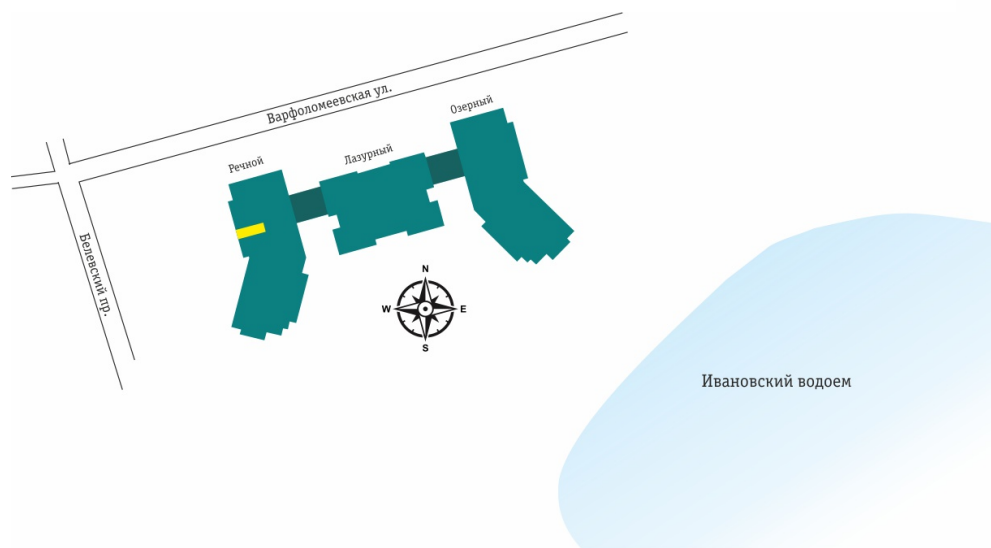 Варфоломеевская ул.
Озерный
Лазурный
Речной
Белевский пр.
N
W
E
S
Ивановский водоем